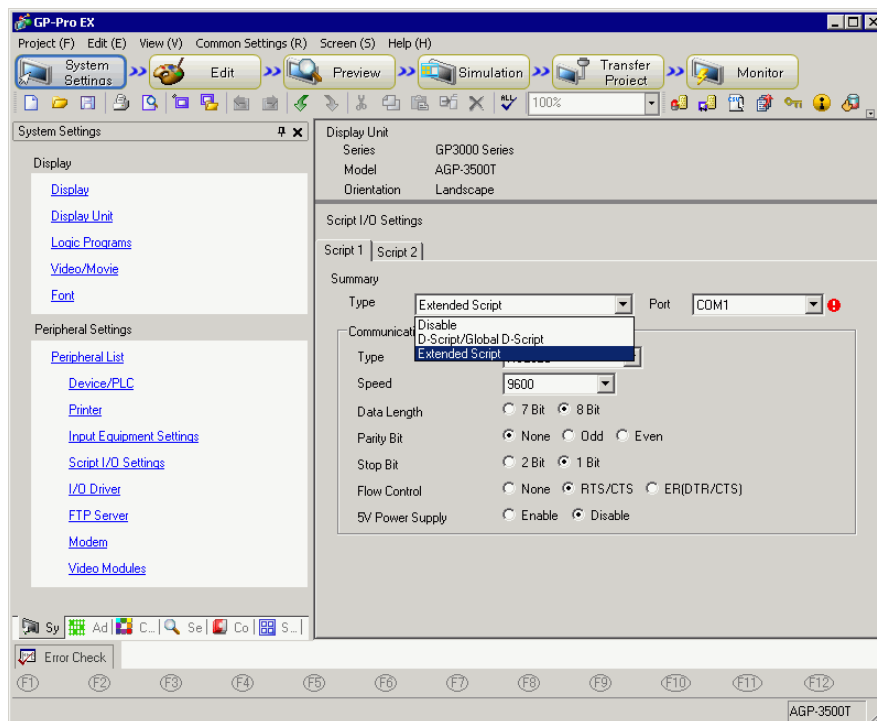 GP-Pro EX
Project (F) Edit (E) View (V) Common Settings (R) Screen (S) Help (H)
System Settings >> Edit >> Preview >> Simulation >> Transfer Project >> Monitor
100%
System Settings
Display
Display
Display Unit
Logic Programs
Video/Movie
Font
Peripheral Settings
Peripheral List
Device/PLC
Printer
Input Equipment Settings
Script I/O Settings
I/O Driver
FTP Server
Modem
Video Modules
Sy Ad C... Se Co S...
Display Unit
Series GP3000 Series
Model AGP-3500T
Orientation Landscape
Script I/O Settings
Script 1 Script 2
Summary
Type Extended Script Port COM1
Disable
D-Script/Global D-Script
Extended Script
Communicati
Type
Speed 9600
Data Length 7 Bit 8 Bit
Parity Bit None Odd Even
Stop Bit 2 Bit 1 Bit
Flow Control None RTS/CTS ER(DTR/CTS)
5V Power Supply Enable Disable
Error Check
(F1) (F2) (F3) (F4) (F5) (F6) (F7) (F8) (F9) (F10) (F11) (F12)
AGP-3500T